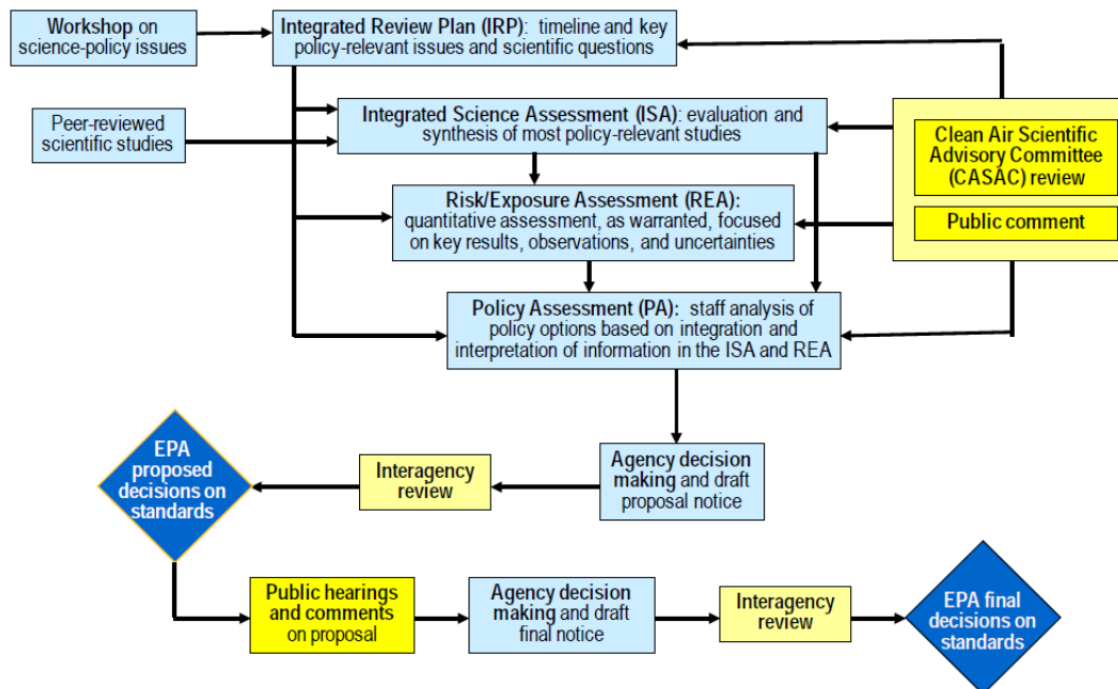 Workshop on
science-policy issues
Integrated Review Plan (IRP): timeline and key
policy-relevant issues and scientific questions
Peer-reviewed
scientific studies
Integrated Science Assessment (ISA): evaluation and
synthesis of most policy-relevant studies
Clean Air Scientific
Advisory Committee
(CASAC) review
Public comment
Risk/Exposure Assessment (REA):
quantitative assessment, as warranted, focused
on key results, observations, and uncertainties
Policy Assessment (PA): staff analysis of
policy options based on integration and
interpretation of information in the ISA and REA
EPA
proposed
decisions on
standards
Interagency
review
Agency decision
making and draft
proposal notice
Public hearings
and comments
on proposal
Agency decision
making and draft
final notice
Interagency
review
EPA final
decisions on
standards